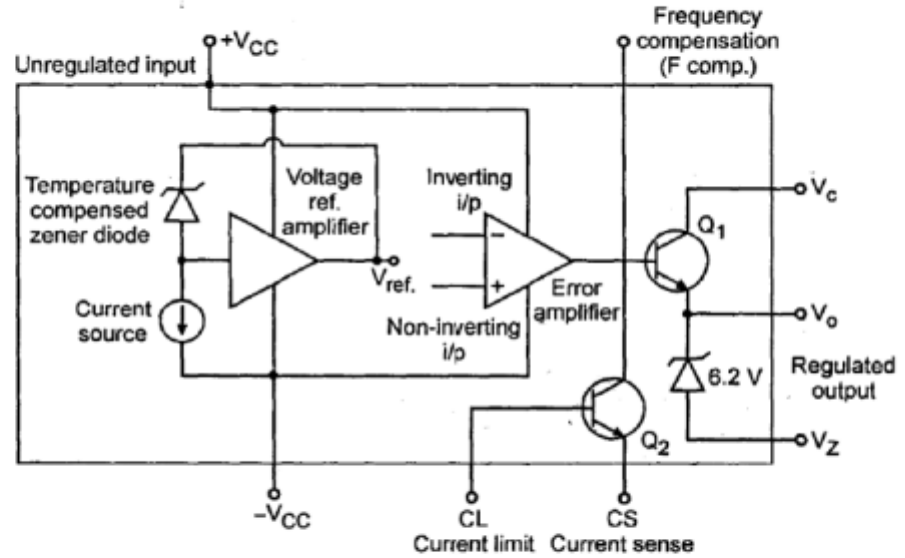 Frequency
compensation
(F comp.)
+VCC
Unregulated input
Temperature
compensed
zener diode
Voltage
ref.
amplifier
Inverting
i/p
Vc
Q1
−
+
Vref.
Error
amplifier
Vo
Current
source
Non-inverting
i/p
6.2 V
Regulated
output
Q2
VZ
−VCC
CL
Current limit
CS
Current sense